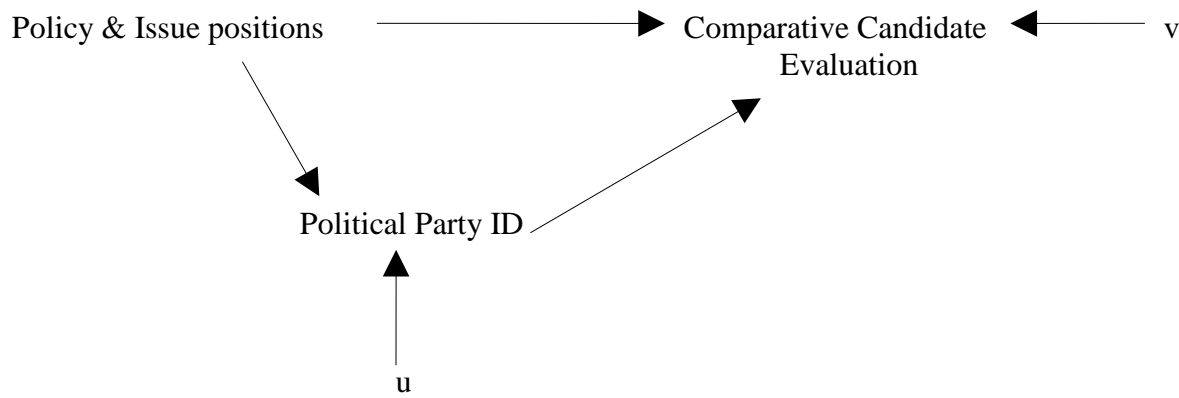 Policy & Issue positions
Comparative Candidate
Evaluation
v
Political Party ID
u